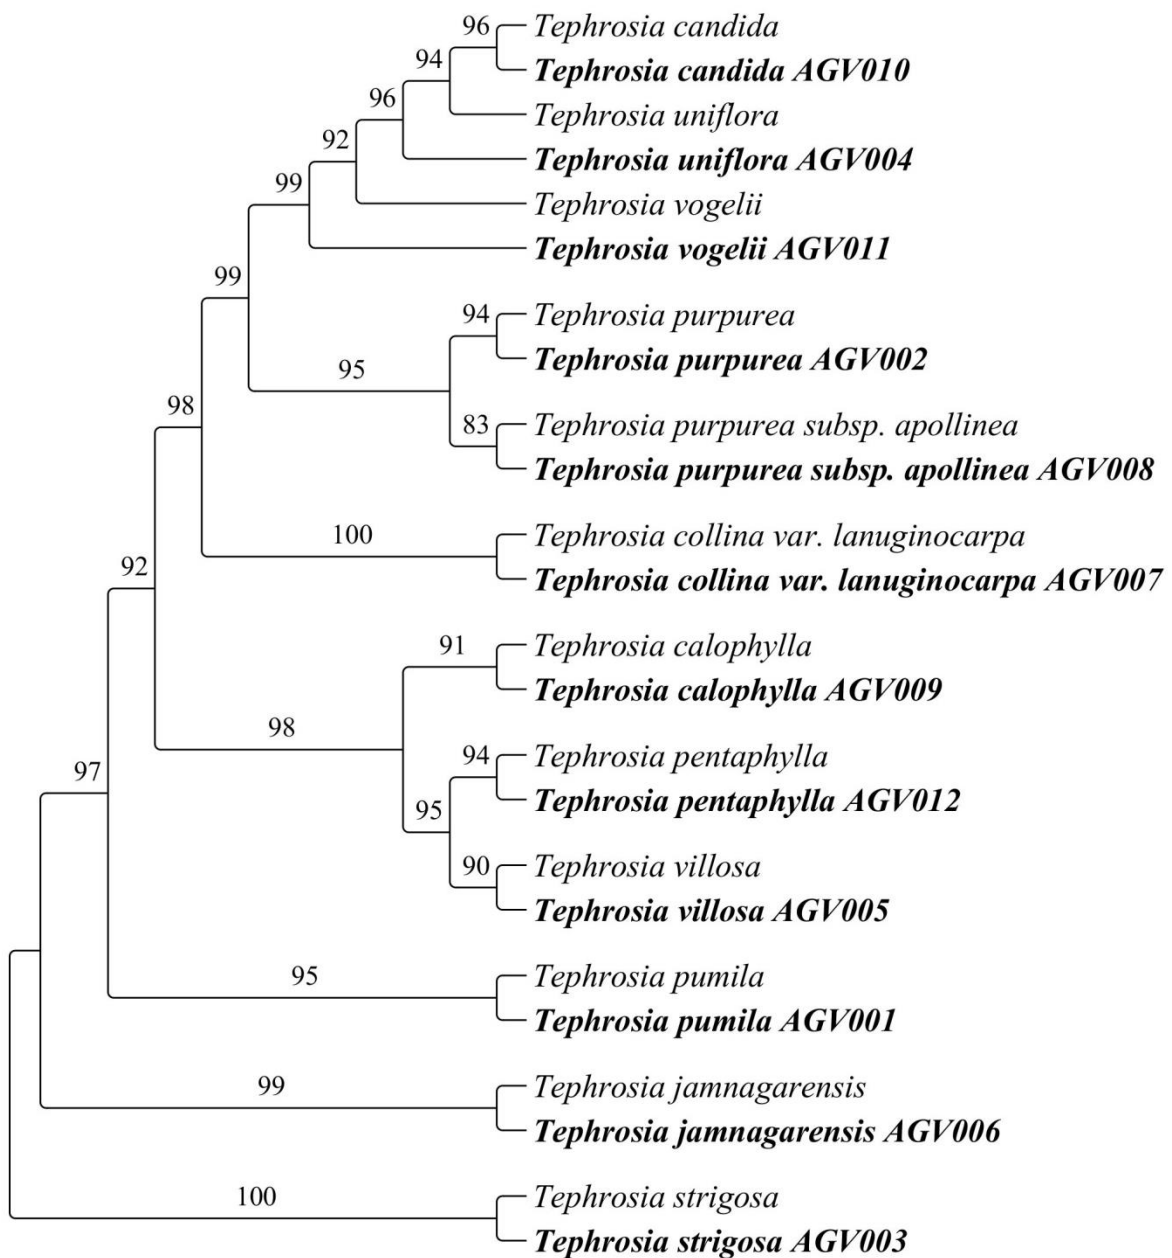 96
Tephrosia candida
Tephrosia candida AGV010
94
Tephrosia uniflora
96
Tephrosia uniflora AGV004
92
Tephrosia vogelii
99
Tephrosia vogelii AGV011
99
94
Tephrosia purpurea
Tephrosia purpurea AGV002
95
83
Tephrosia purpurea subsp. apollinea
Tephrosia purpurea subsp. apollinea AGV008
98
100
Tephrosia collina var. lanuginocarpa
Tephrosia collina var. lanuginocarpa AGV007
92
91
Tephrosia calophylla
Tephrosia calophylla AGV009
98
94
Tephrosia pentaphylla
Tephrosia pentaphylla AGV012
97
95
90
Tephrosia villosa
Tephrosia villosa AGV005
95
Tephrosia pumila
Tephrosia pumila AGV001
99
Tephrosia jamnagarensis
Tephrosia jamnagarensis AGV006
100
Tephrosia strigosa
Tephrosia strigosa AGV003